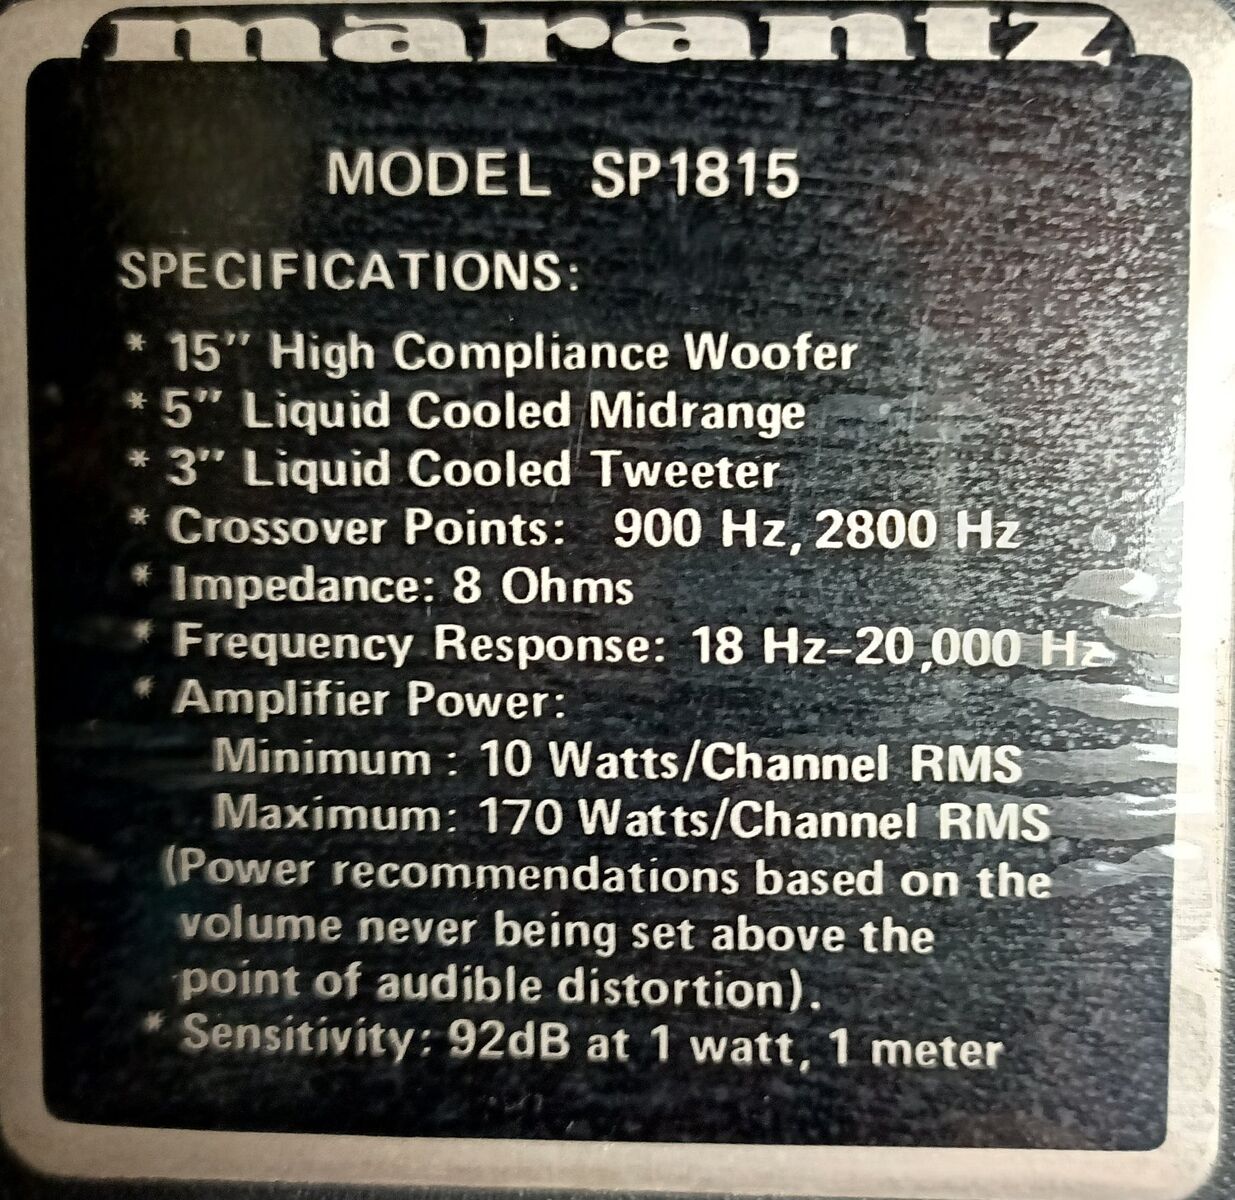 marantz
MODEL SP1815
SPECIFICATIONS:
* 15" High Compliance Woofer
* 5" Liquid Cooled Midrange
* 3" Liquid Cooled Tweeter
* Crossover Points: 900 Hz, 2800 Hz
* Impedance: 8 Ohms
* Frequency Response: 18 Hz–20,000 Hz
* Amplifier Power:
Minimum : 10 Watts/Channel RMS
Maximum: 170 Watts/Channel RMS
(Power recommendations based on the
volume never being set above the
point of audible distortion).
* Sensitivity: 92dB at 1 watt, 1 meter